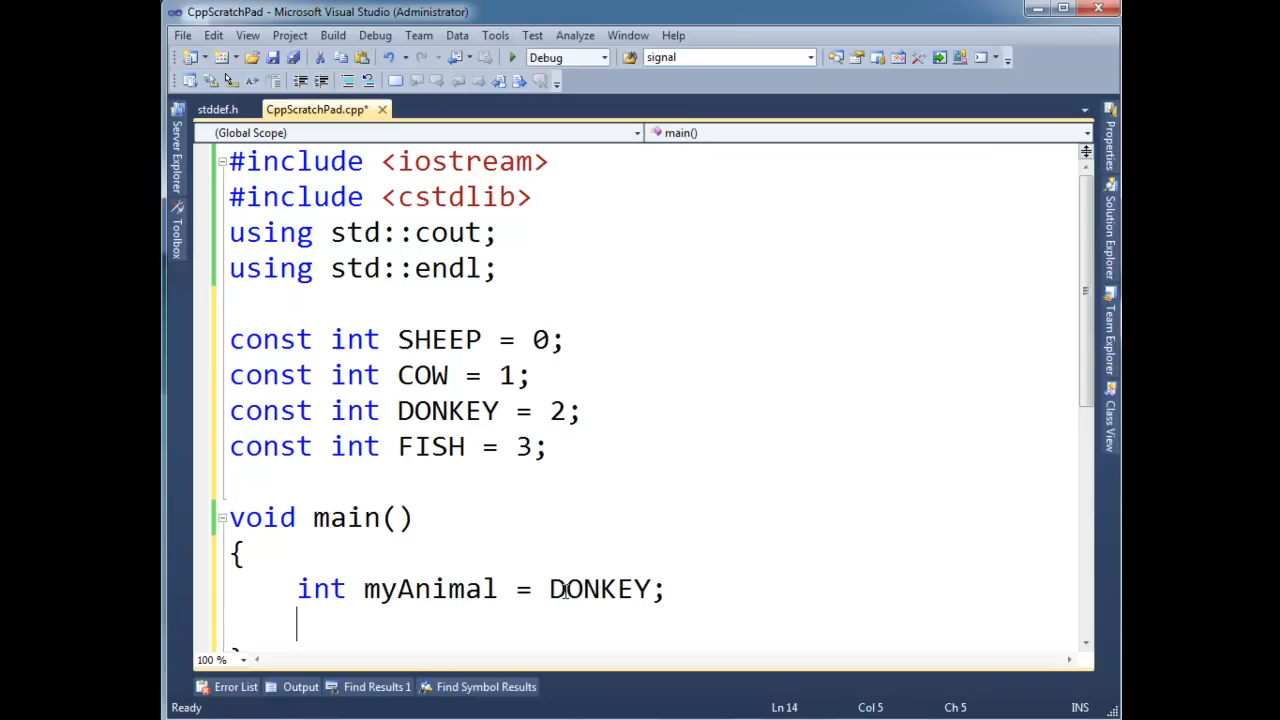 CppScratchPad - Microsoft Visual Studio (Administrator)
File Edit View Project Build Debug Team Data Tools Test Analyze Window Help
Debug signal
stddef.h CppScratchPad.cpp*
(Global Scope) main()
Server Explorer
Toolbox
#include <iostream>
#include <cstdlib>
using std::cout;
using std::endl;
const int SHEEP = 0;
const int COW = 1;
const int DONKEY = 2;
const int FISH = 3;
void main()
{
int myAnimal = DONKEY;
}
Properties
Solution Explorer
Team Explorer
Class View
100 %
Error List Output Find Results 1 Find Symbol Results
Ready Ln 14 Col 5 Ch 5 INS